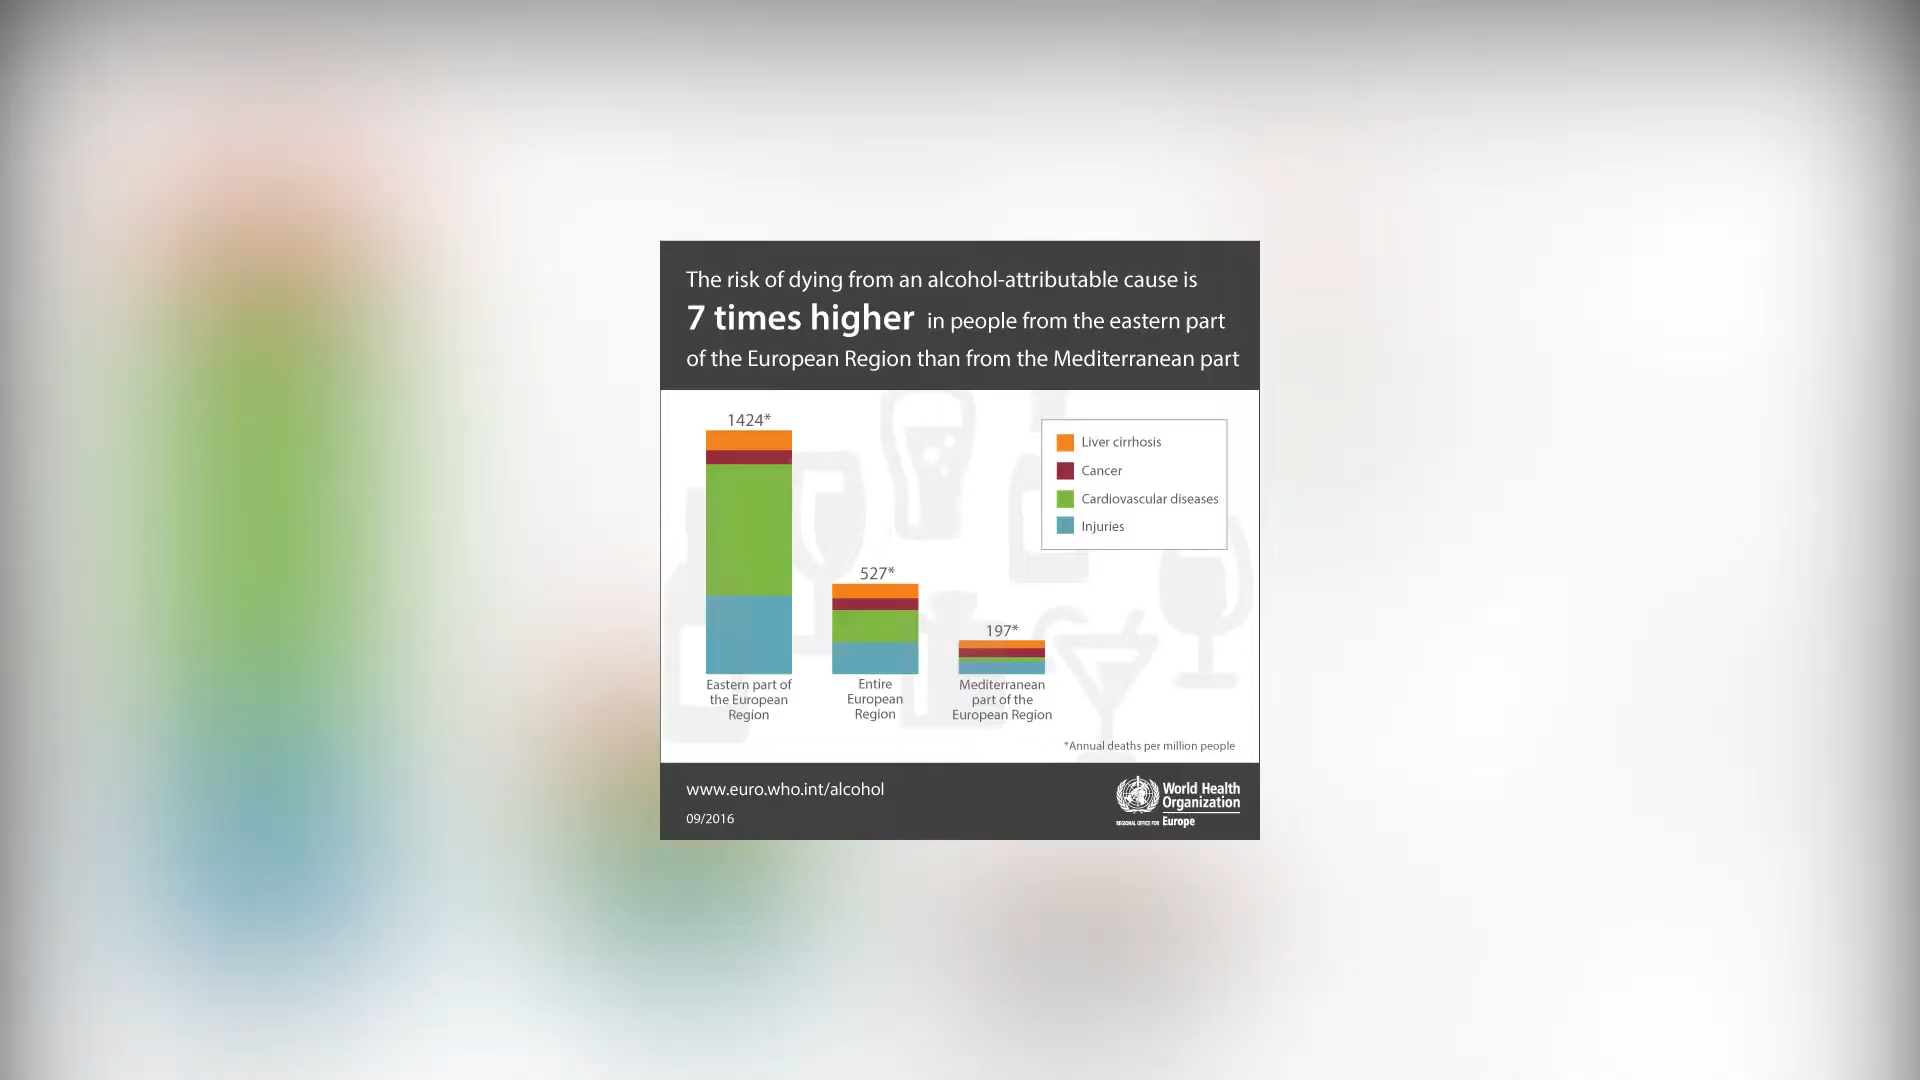 The risk of dying from an alcohol-attributable cause is
7 times higher in people from the eastern part
of the European Region than from the Mediterranean part
1424*
527*
197*
Liver cirrhosis
Cancer
Cardiovascular diseases
Injuries
Eastern part of
the European
Region
Entire
European
Region
Mediterranean
part of the
European Region
*Annual deaths per million people
www.euro.who.int/alcohol
09/2016
World Health
Organization
REGIONAL OFFICE FOR Europe